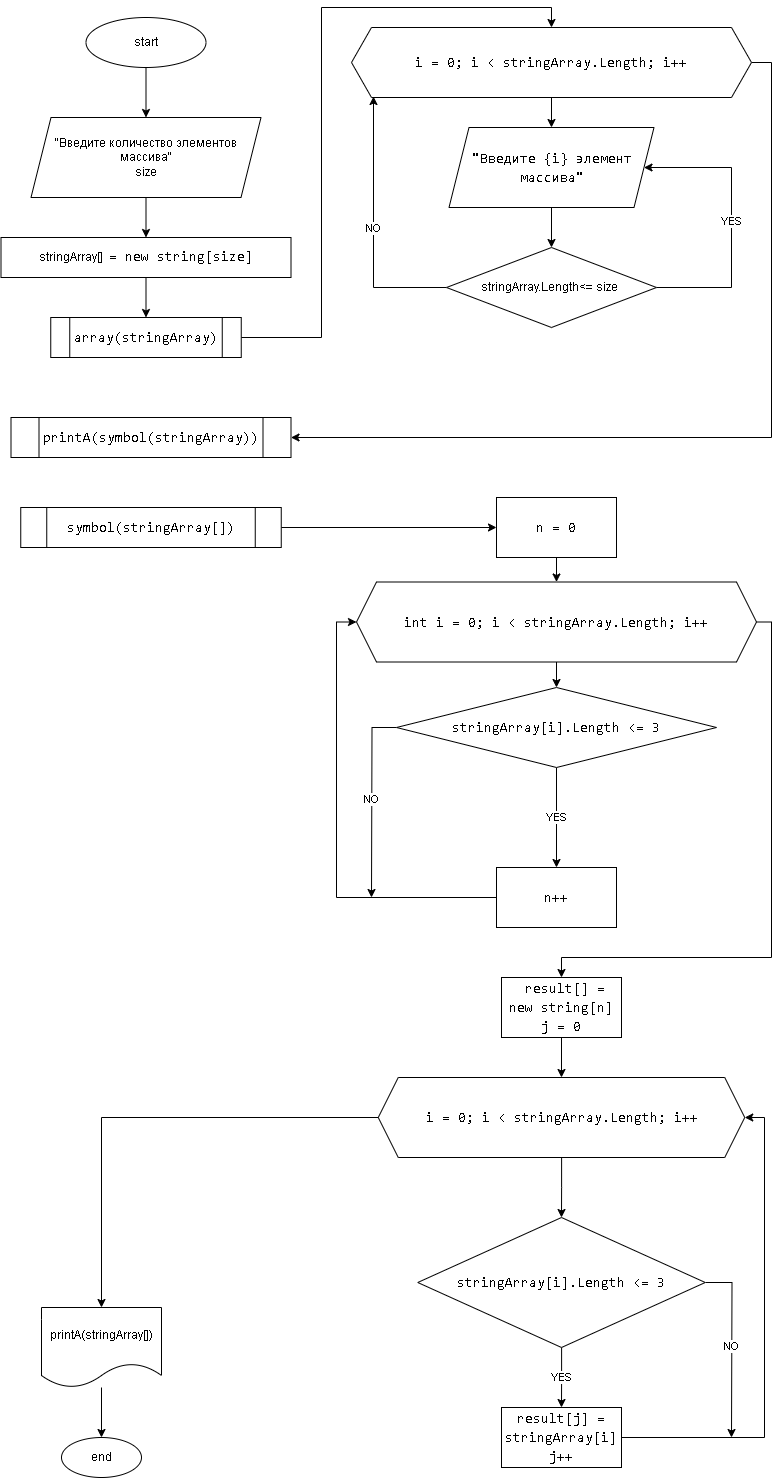 start
"Введите количество элементов
массива"
size
stringArray[] = new string[size]
array(stringArray)
i = 0; i < stringArray.Length; i++
"Введите {i} элемент
массива"
NO
YES
stringArray.Length<= size
printA(symbol(stringArray))
symbol(stringArray[])
n = 0
int i = 0; i < stringArray.Length; i++
stringArray[i].Length <= 3
NO
YES
n++
result[] =
new string[n]
j = 0
i = 0; i < stringArray.Length; i++
stringArray[i].Length <= 3
NO
YES
result[j] =
stringArray[i]
j++
printA(stringArray[])
end